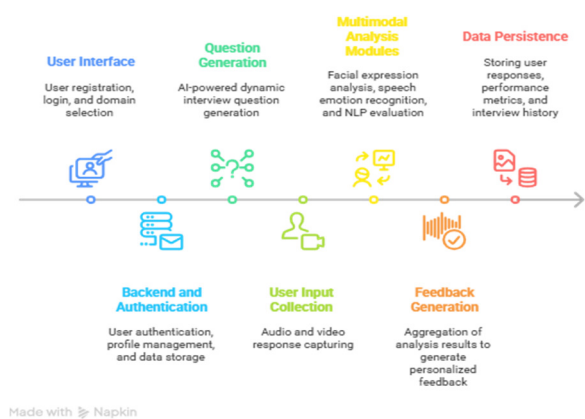 User Interface
User registration,
login, and domain
selection
Question
Generation
AI-powered dynamic
interview question
generation
Multimodal
Analysis
Modules
Facial expression
analysis, speech
emotion recognition,
and NLP evaluation
Data Persistence
Storing user
responses,
performance
metrics, and
interview history
?
Backend and
Authentication
User authentication,
profile management,
and data storage
User Input
Collection
Audio and video
response capturing
Feedback
Generation
Aggregation of
analysis results to
generate
personalized
feedback
Made with Napkin